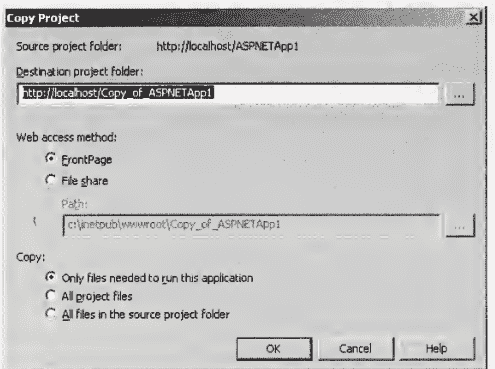 Copy Project
Source project folder: http://localhost/ASPNETApp1
Destination project folder:
http://localhost/Copy_of_ASPNETApp1
...
Web access method:
FrontPage
File share
Path:
c:\inetpub\wwwroot\Copy_of_ASPNETApp1
...
Copy:
Only files needed to run this application
All project files
All files in the source project folder
OK Cancel Help